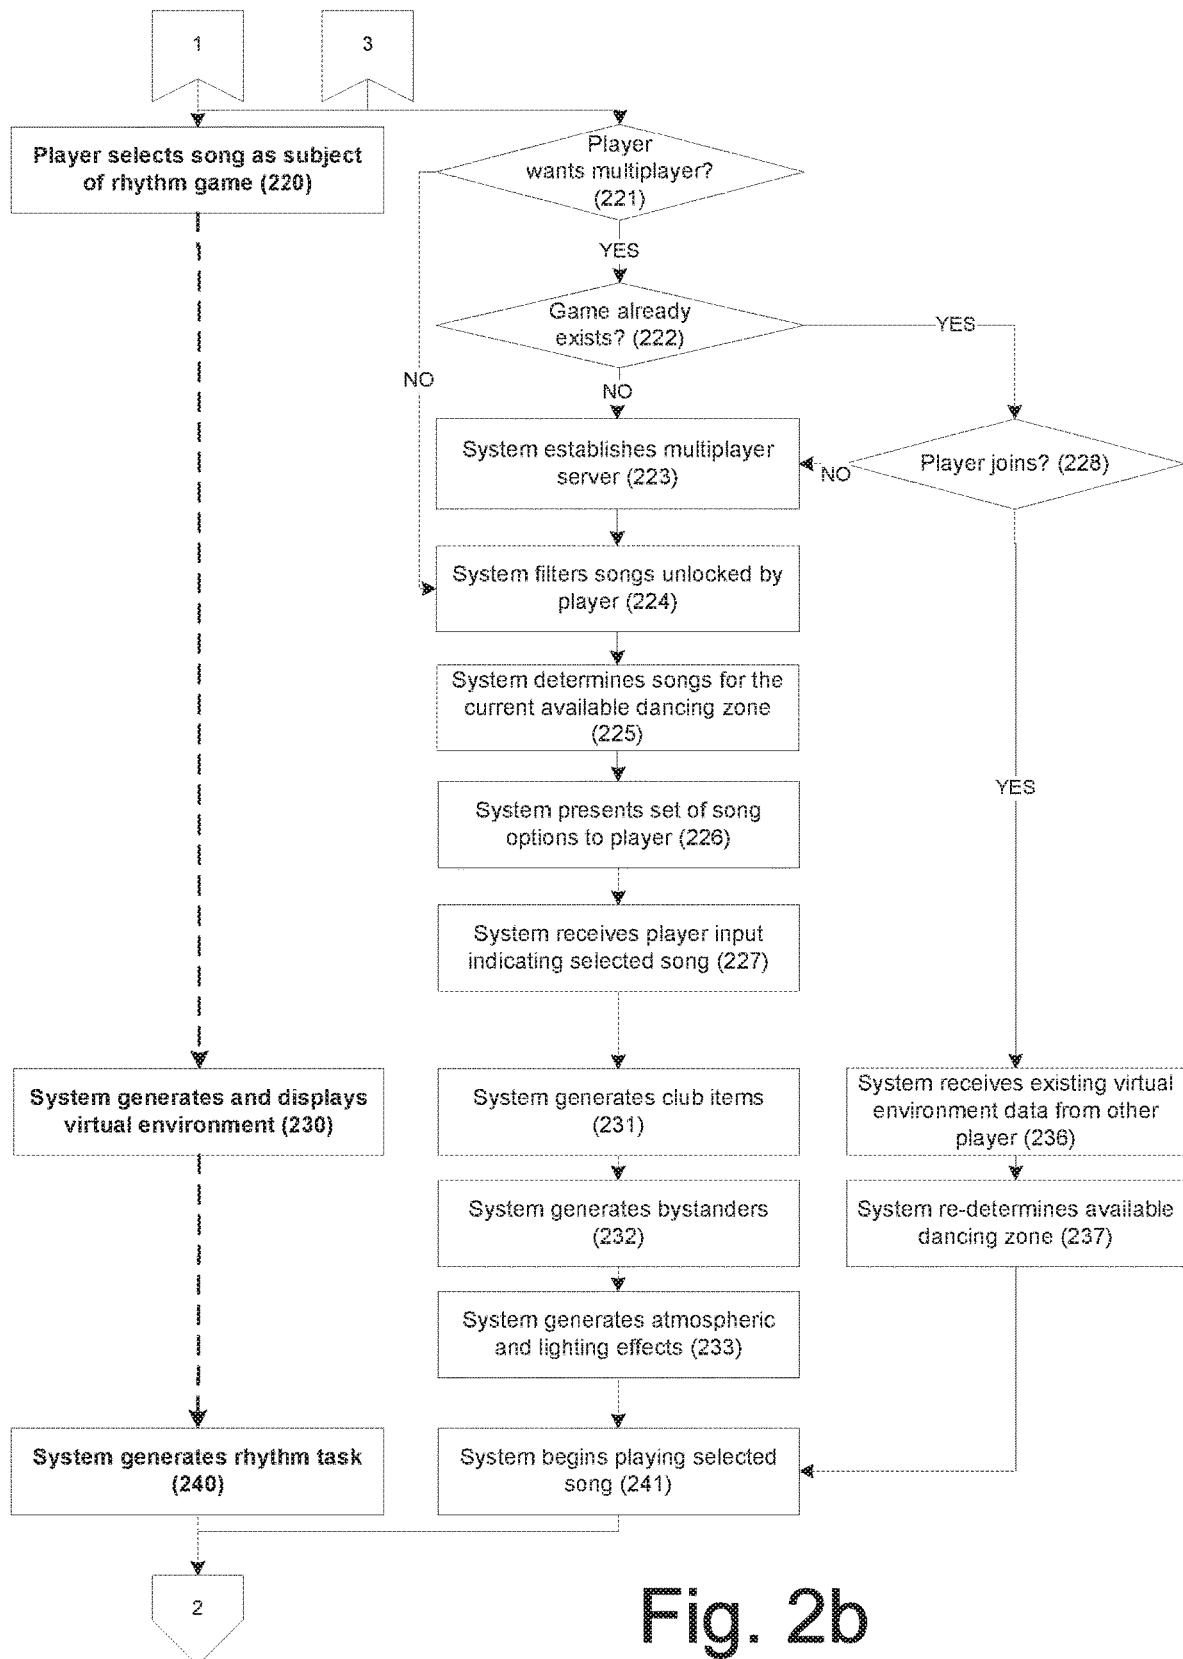 1
3
Player selects song as subject
of rhythm game (220)
Player
wants multiplayer?
(221)
YES
Game already
exists? (222)
YES
NO
NO
System establishes multiplayer
server (223)
NO
Player joins? (228)
System filters songs unlocked by
player (224)
System determines songs for the
current available dancing zone
(225)
System presents set of song
options to player (226)
YES
System receives player input
indicating selected song (227)
System generates and displays
virtual environment (230)
System generates club items
(231)
System receives existing virtual
environment data from other
player (236)
System generates bystanders
(232)
System re-determines available
dancing zone (237)
System generates atmospheric
and lighting effects (233)
System generates rhythm task
(240)
System begins playing selected
song (241)
2
Fig. 2b